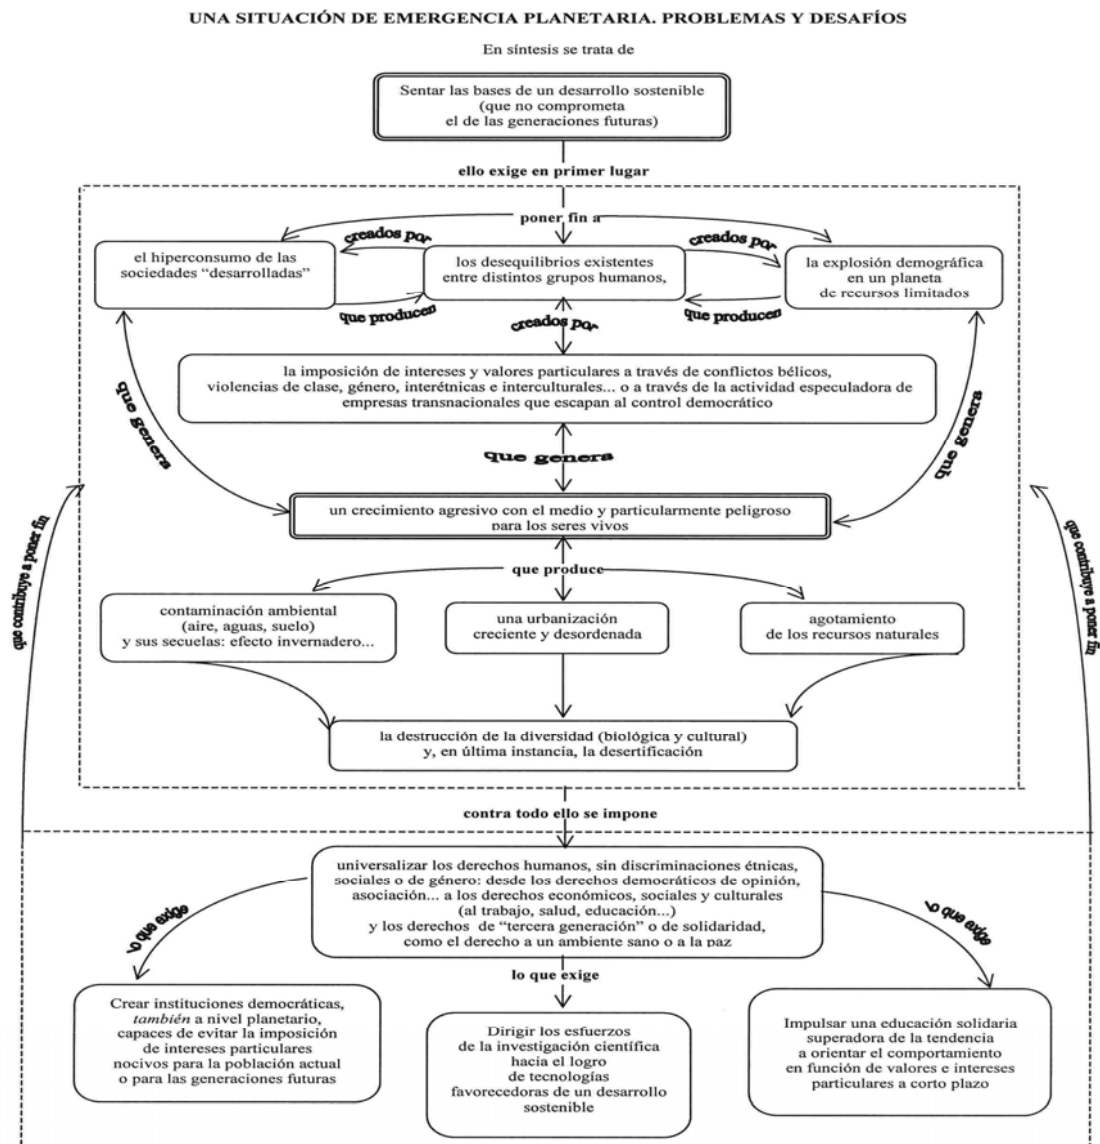 UNA SITUACIÓN DE EMERGENCIA PLANETARIA. PROBLEMAS Y DESAFÍOS
En síntesis se trata de
Sentar las bases de un desarrollo sostenible
(que no comprometa
el de las generaciones futuras)
ello exige en primer lugar
poner fin a
creados por
creados por
el hiperconsumo de las
sociedades “desarrolladas”
los desequilibrios existentes
entre distintos grupos humanos,
la explosión demográfica
en un planeta
de recursos limitados
que producen
que producen
creados por
la imposición de intereses y valores particulares a través de conflictos bélicos,
violencias de clase, género, interétnicas e interculturales... o a través de la actividad especuladora de
empresas transnacionales que escapan al control democrático
que genera
que genera
que genera
un crecimiento agresivo con el medio y particularmente peligroso
para los seres vivos
que contribuye a poner fin
que contribuye a poner fin
que produce
contaminación ambiental
(aire, aguas, suelo)
y sus secuelas: efecto invernadero...
una urbanización
creciente y desordenada
agotamiento
de los recursos naturales
la destrucción de la diversidad (biológica y cultural)
y, en última instancia, la desertificación
contra todo ello se impone
universalizar los derechos humanos, sin discriminaciones étnicas,
sociales o de género: desde los derechos democráticos de opinión,
asociación... a los derechos económicos, sociales y culturales
(al trabajo, salud, educación...)
y los derechos de “tercera generación” o de solidaridad,
como el derecho a un ambiente sano o a la paz
lo que exige
lo que exige
lo que exige
Crear instituciones democráticas,
también a nivel planetario,
capaces de evitar la imposición
de intereses particulares
nocivos para la población actual
o para las generaciones futuras
Dirigir los esfuerzos
de la investigación científica
hacia el logro
de tecnologías
favorecedoras de un desarrollo
sostenible
Impulsar una educación solidaria
superadora de la tendencia
a orientar el comportamiento
en función de valores e intereses
particulares a corto plazo